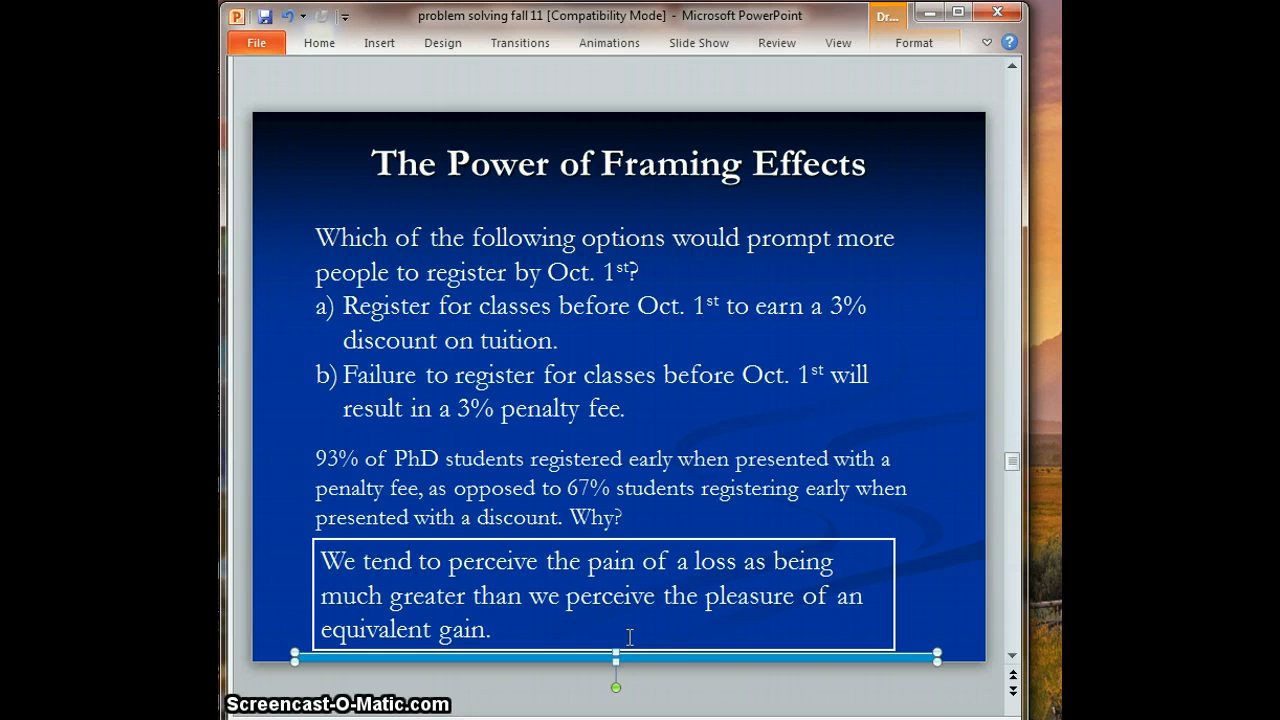 problem solving fall 11 [Compatibility Mode] - Microsoft PowerPoint
Dr...
File Home Insert Design Transitions Animations Slide Show Review View Format
The Power of Framing Effects
Which of the following options would prompt more
people to register by Oct. 1st?
a) Register for classes before Oct. 1st to earn a 3%
discount on tuition.
b) Failure to register for classes before Oct. 1st will
result in a 3% penalty fee.
93% of PhD students registered early when presented with a
penalty fee, as opposed to 67% students registering early when
presented with a discount. Why?
We tend to perceive the pain of a loss as being
much greater than we perceive the pleasure of an
equivalent gain.
Screencast-O-Matic.com